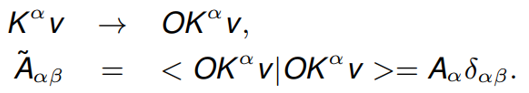 K^α v → OK^α v,
Ã_αβ = < OK^α v|OK^α v >= A_α δ_αβ.